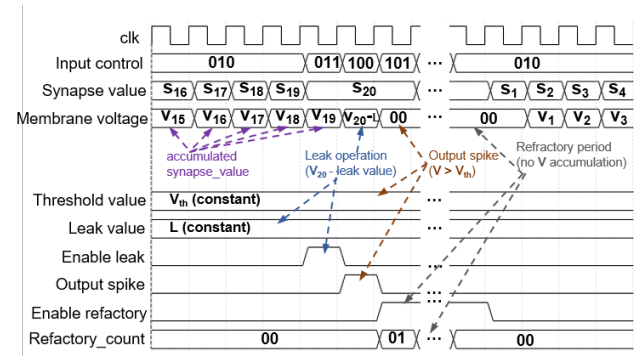 clk
Input control 010 011 100 101 ... 010
Synapse value S16 S17 S18 S19 S20 ... S1 S2 S3 S4
Membrane voltage V15 V16 V17 V18 V19 V20-L 00 ... 00 V1 V2 V3
accumulated
synapse_value
Leak operation
(V20 - leak value)
Output spike
(V > Vth)
Refractory period
(no V accumulation)
Threshold value Vth (constant) ...
Leak value L (constant) ...
Enable leak
Output spike ...
Enable refactory ...
Refactory_count 00 01 ... 00